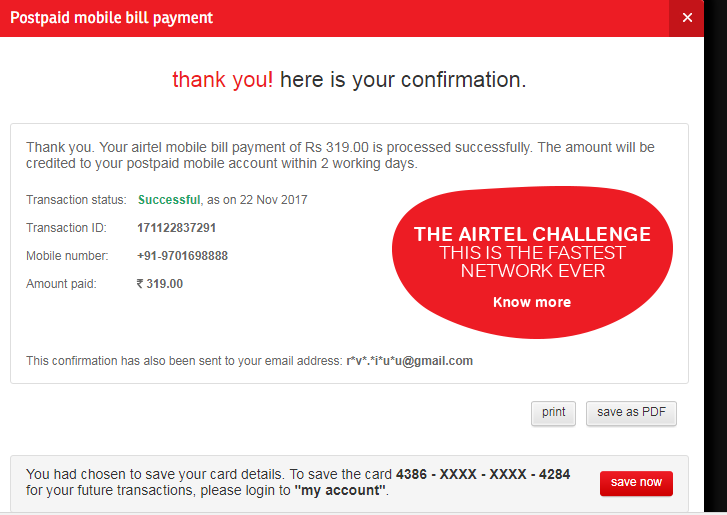 Postpaid mobile bill payment
thank you! here is your confirmation.
Thank you. Your airtel mobile bill payment of Rs 319.00 is processed successfully. The amount will be
credited to your postpaid mobile account within 2 working days.
Transaction status: Successful, as on 22 Nov 2017
Transaction ID: 171122837291
Mobile number: +91-9701698888
Amount paid: ₹ 319.00
THE AIRTEL CHALLENGE
THIS IS THE FASTEST
NETWORK EVER
Know more
This confirmation has also been sent to your email address: r*v*.*i*u*u@gmail.com
print
save as PDF
You had chosen to save your card details. To save the card 4386 - XXXX - XXXX - 4284
for your future transactions, please login to "my account".
save now